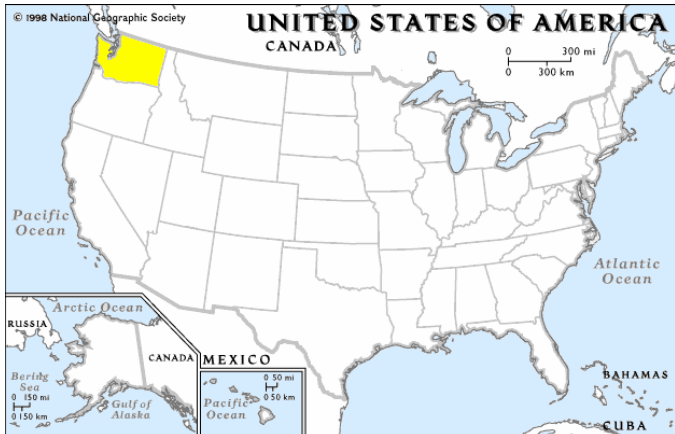 © 1998 National Geographic Society
UNITED STATES OF AMERICA
CANADA
0 300 mi
0 300 km
Pacific
Ocean
Atlantic
Ocean
Arctic Ocean
RUSSIA
CANADA
MEXICO
Bering
Sea
0 150 mi
0 150 km
Gulf of
Alaska
0 50 mi
0 50 km
Pacific
Ocean
BAHAMAS
CUBA